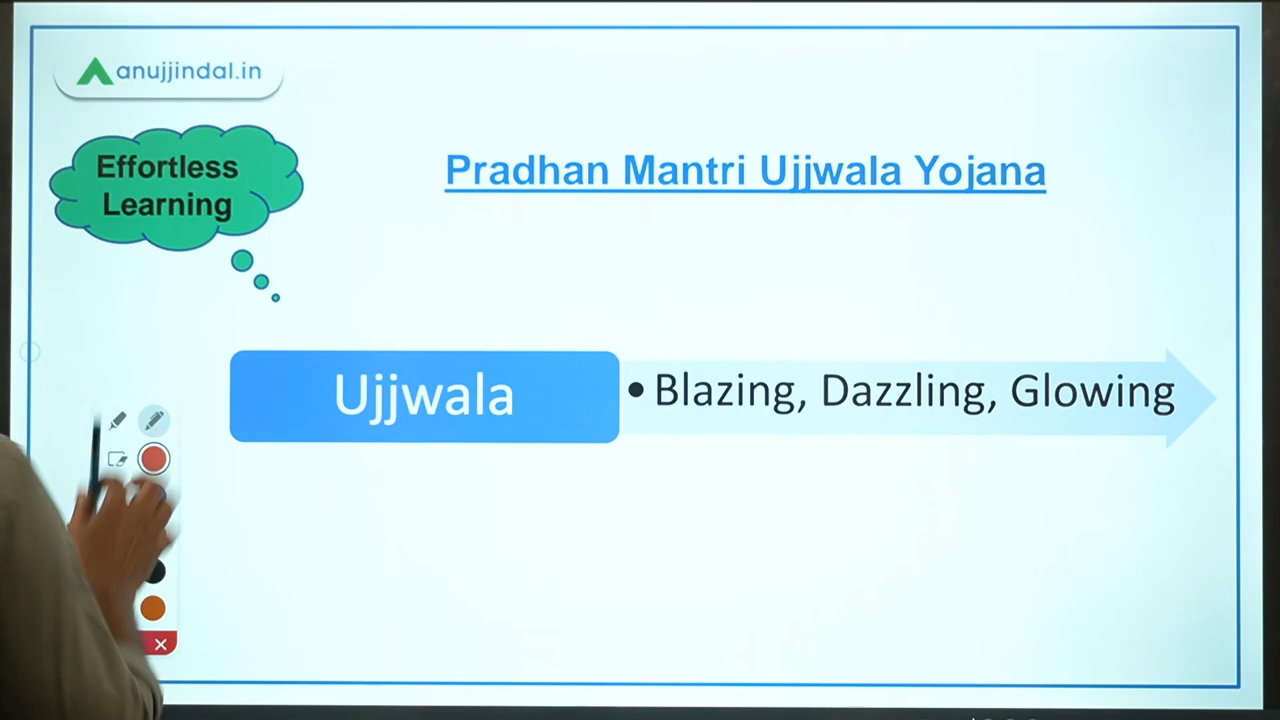 anujjindal.in
Effortless
Learning
Pradhan Mantri Ujjwala Yojana
Ujjwala
• Blazing, Dazzling, Glowing